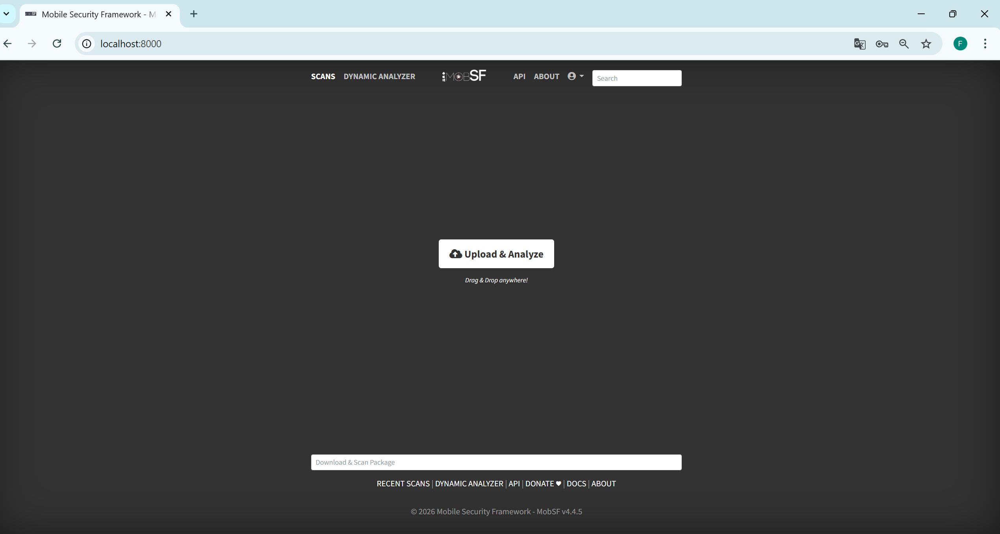 Mobile Security Framework - M
localhost:8000
F
SCANS DYNAMIC ANALYZER MOBSF API ABOUT Search
Upload & Analyze
Drag & Drop anywhere!
Download & Scan Package
RECENT SCANS | DYNAMIC ANALYZER | API | DONATE ♥ | DOCS | ABOUT
© 2026 Mobile Security Framework - MobSF v4.4.5